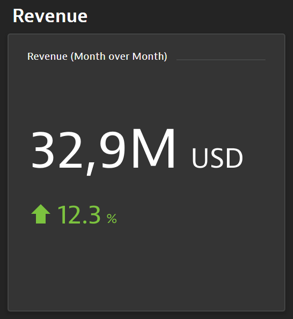 Revenue
Revenue (Month over Month)
32,9M USD
12.3 %